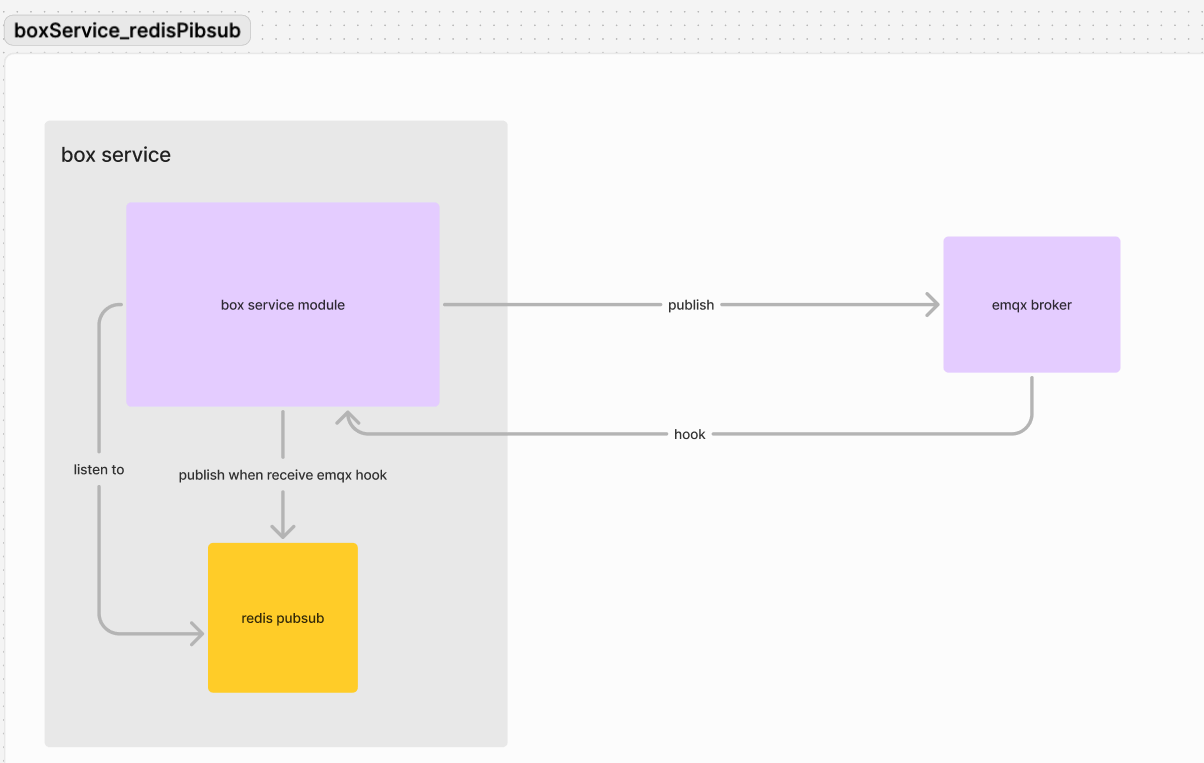 boxService_redisPibsub
box service
box service module
publish
emqx broker
hook
listen to
publish when receive emqx hook
redis pubsub